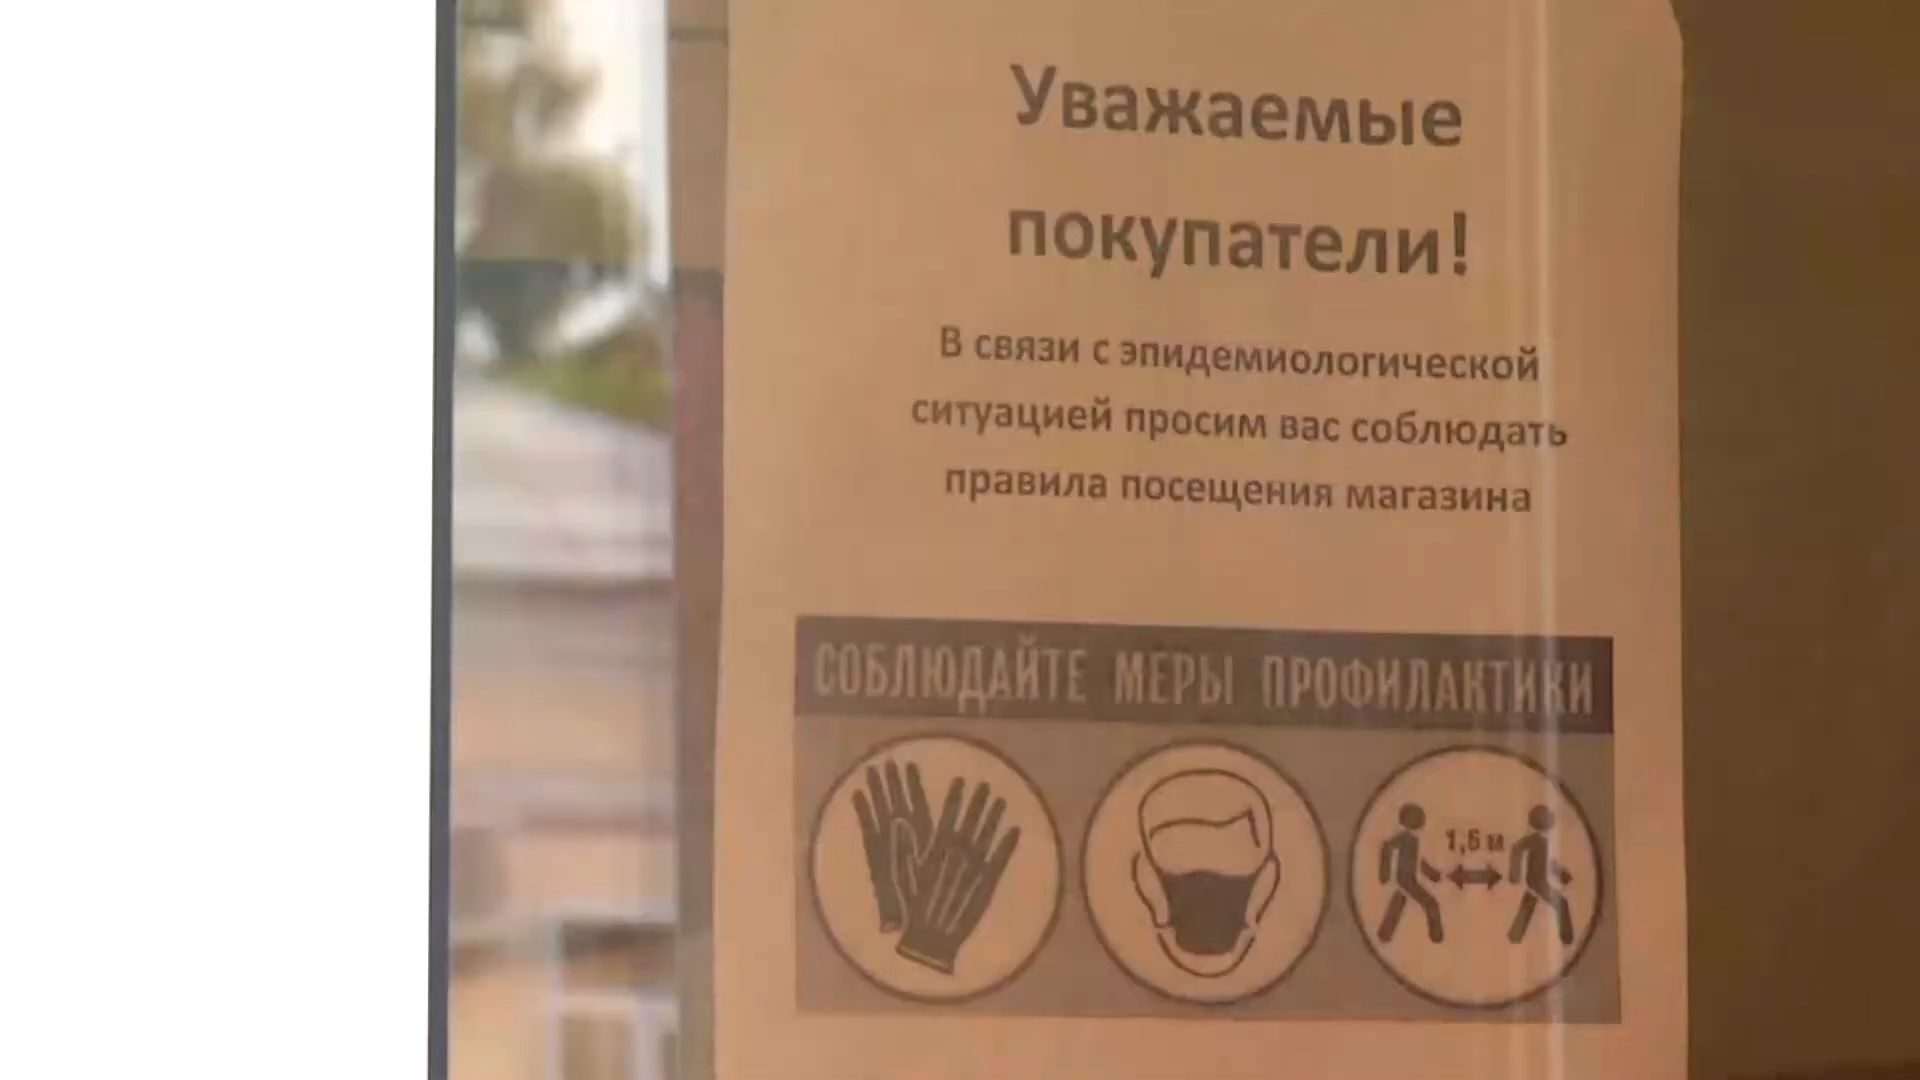 Уважаемые
покупатели!
В связи с эпидемиологической
ситуацией просим вас соблюдать
правила посещения магазина
СОБЛЮДАЙТЕ МЕРЫ ПРОФИЛАКТИКИ
1,5 м